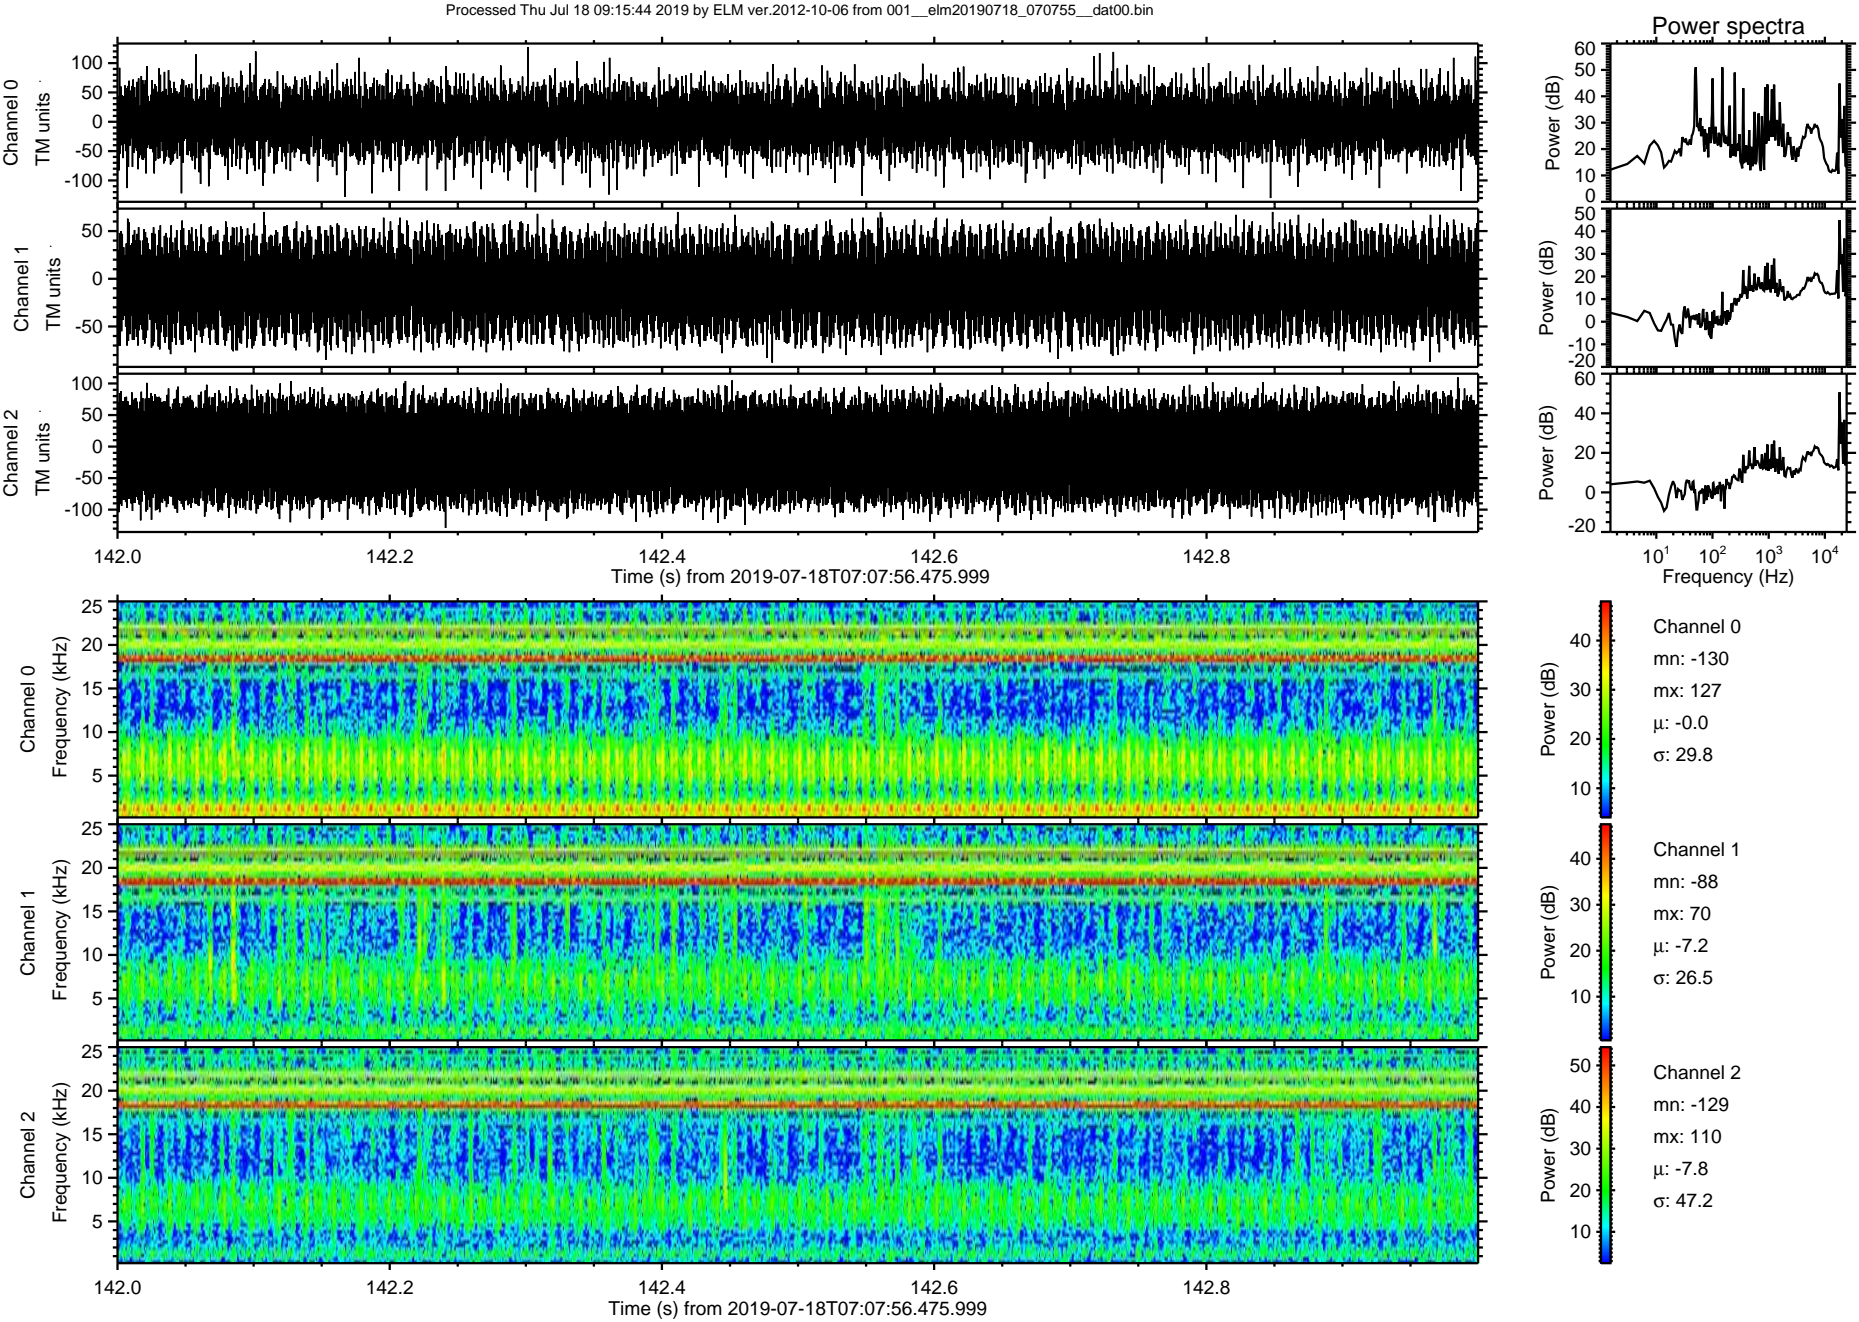 Processed Thu Jul 18 09:15:44 2019 by ELM ver.2012-10-06 from 001__elm20190718_070755__dat00.bin
Power spectra
Channel 0
TM units
100
50
0
-50
-100
Power (dB)
60
50
40
30
20
10
0
Channel 1
TM units
50
0
-50
Power (dB)
50
40
30
20
10
0
-10
-20
Channel 2
TM units
100
50
0
-50
-100
Power (dB)
60
40
20
0
-20
142.0 142.2 142.4 142.6 142.8
Time (s) from 2019-07-18T07:07:56.475.999
10¹ 10² 10³ 10⁴
Frequency (Hz)
Channel 0
Frequency (kHz)
25
20
15
10
5
Power (dB)
40
30
20
10
Channel 0
mn: -130
mx: 127
μ: -0.0
σ: 29.8
Channel 1
Frequency (kHz)
25
20
15
10
5
Power (dB)
40
30
20
10
Channel 1
mn: -88
mx: 70
μ: -7.2
σ: 26.5
Channel 2
Frequency (kHz)
25
20
15
10
5
Power (dB)
50
40
30
20
10
Channel 2
mn: -129
mx: 110
μ: -7.8
σ: 47.2
142.0 142.2 142.4 142.6 142.8
Time (s) from 2019-07-18T07:07:56.475.999